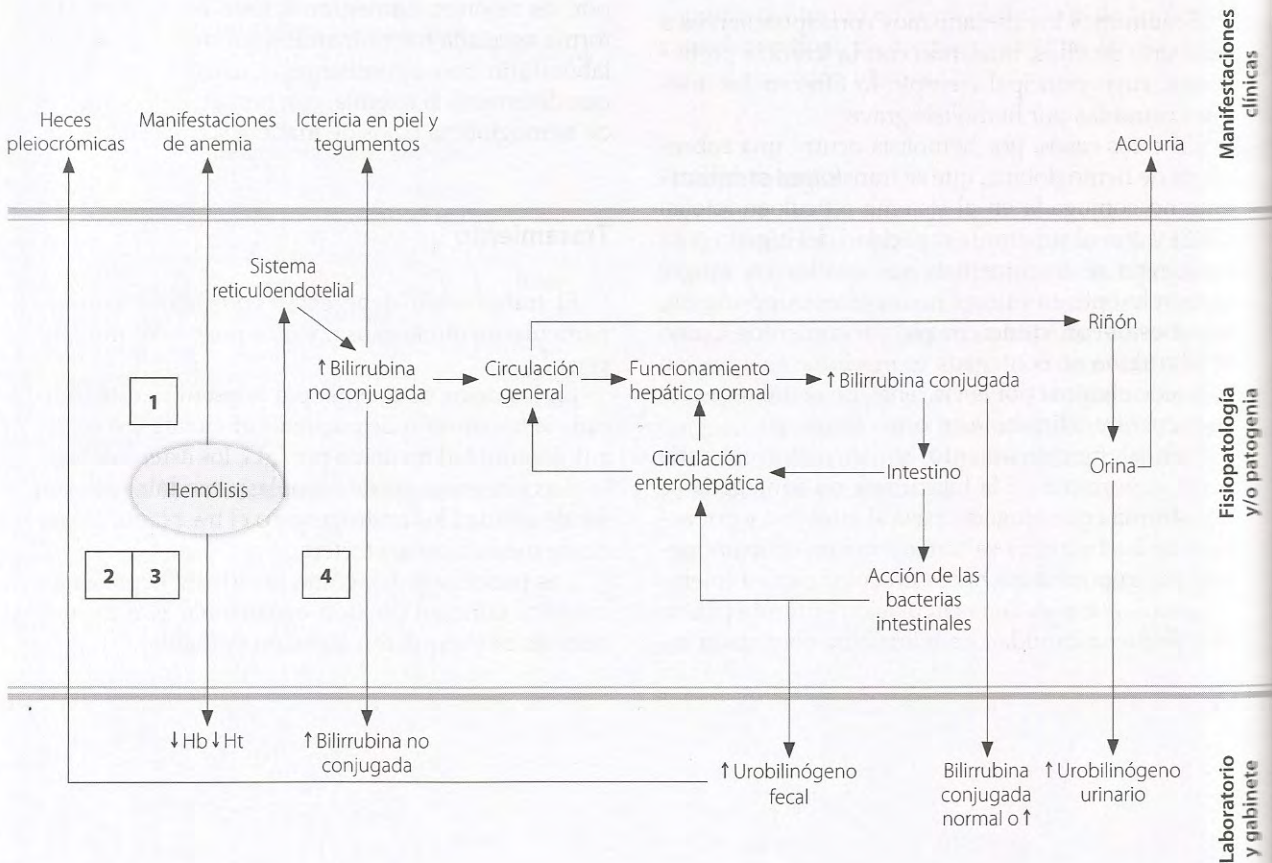 Heces
pleiocrómicas
Manifestaciones
de anemia
Ictericia en piel y
tegumentos
Acoluria
Manifestaciones
clínicas
Sistema
reticuloendotelial
Riñón
↑ Bilirrubina
no conjugada
Circulación
general
Funcionamiento
hepático normal
↑ Bilirrubina conjugada
1
Hemólisis
Circulación
enterohepática
Intestino
Orina
Fisiopatología
y/o patogenia
2 3
4
Acción de las
bacterias
intestinales
↓ Hb ↓ Ht
↑ Bilirrubina no
conjugada
↑ Urobilinógeno
fecal
Bilirrubina
conjugada
normal o ↑
↑ Urobilinógeno
urinario
Laboratorio
y gabinete